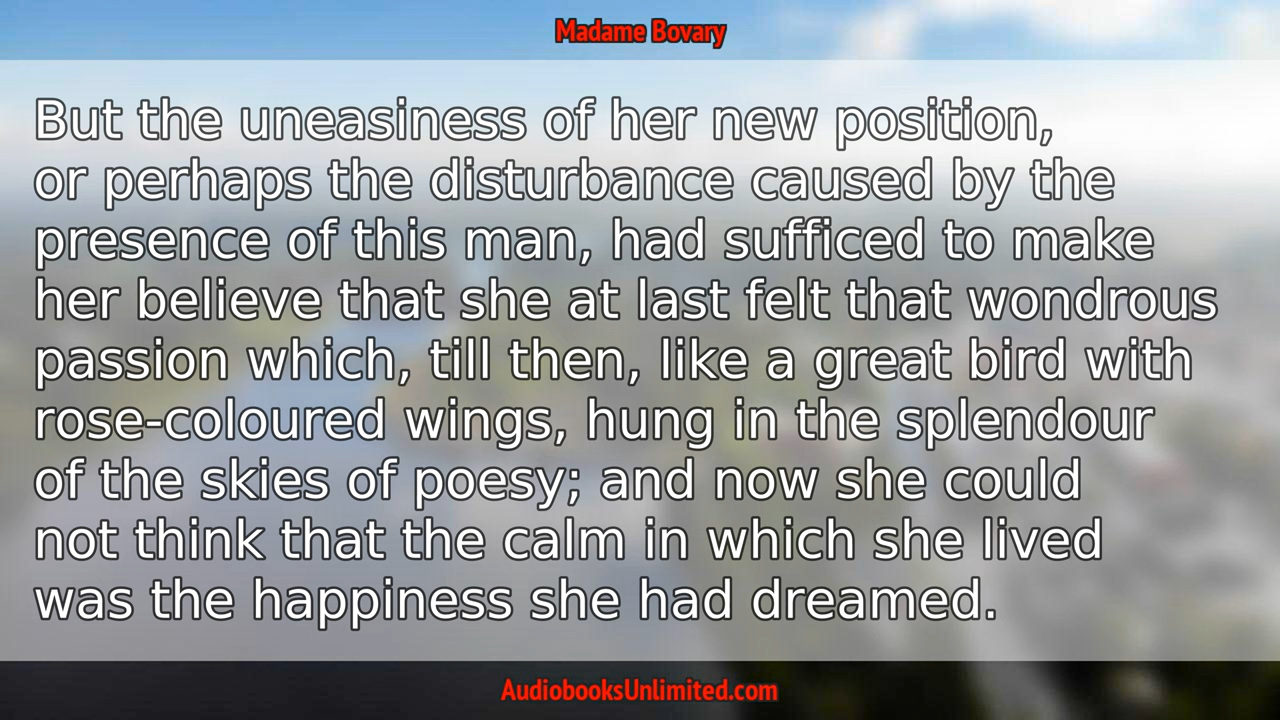 Madame Bovary
But the uneasiness of her new position,
or perhaps the disturbance caused by the
presence of this man, had sufficed to make
her believe that she at last felt that wondrous
passion which, till then, like a great bird with
rose-coloured wings, hung in the splendour
of the skies of poesy; and now she could
not think that the calm in which she lived
was the happiness she had dreamed.
AudiobooksUnlimited.com